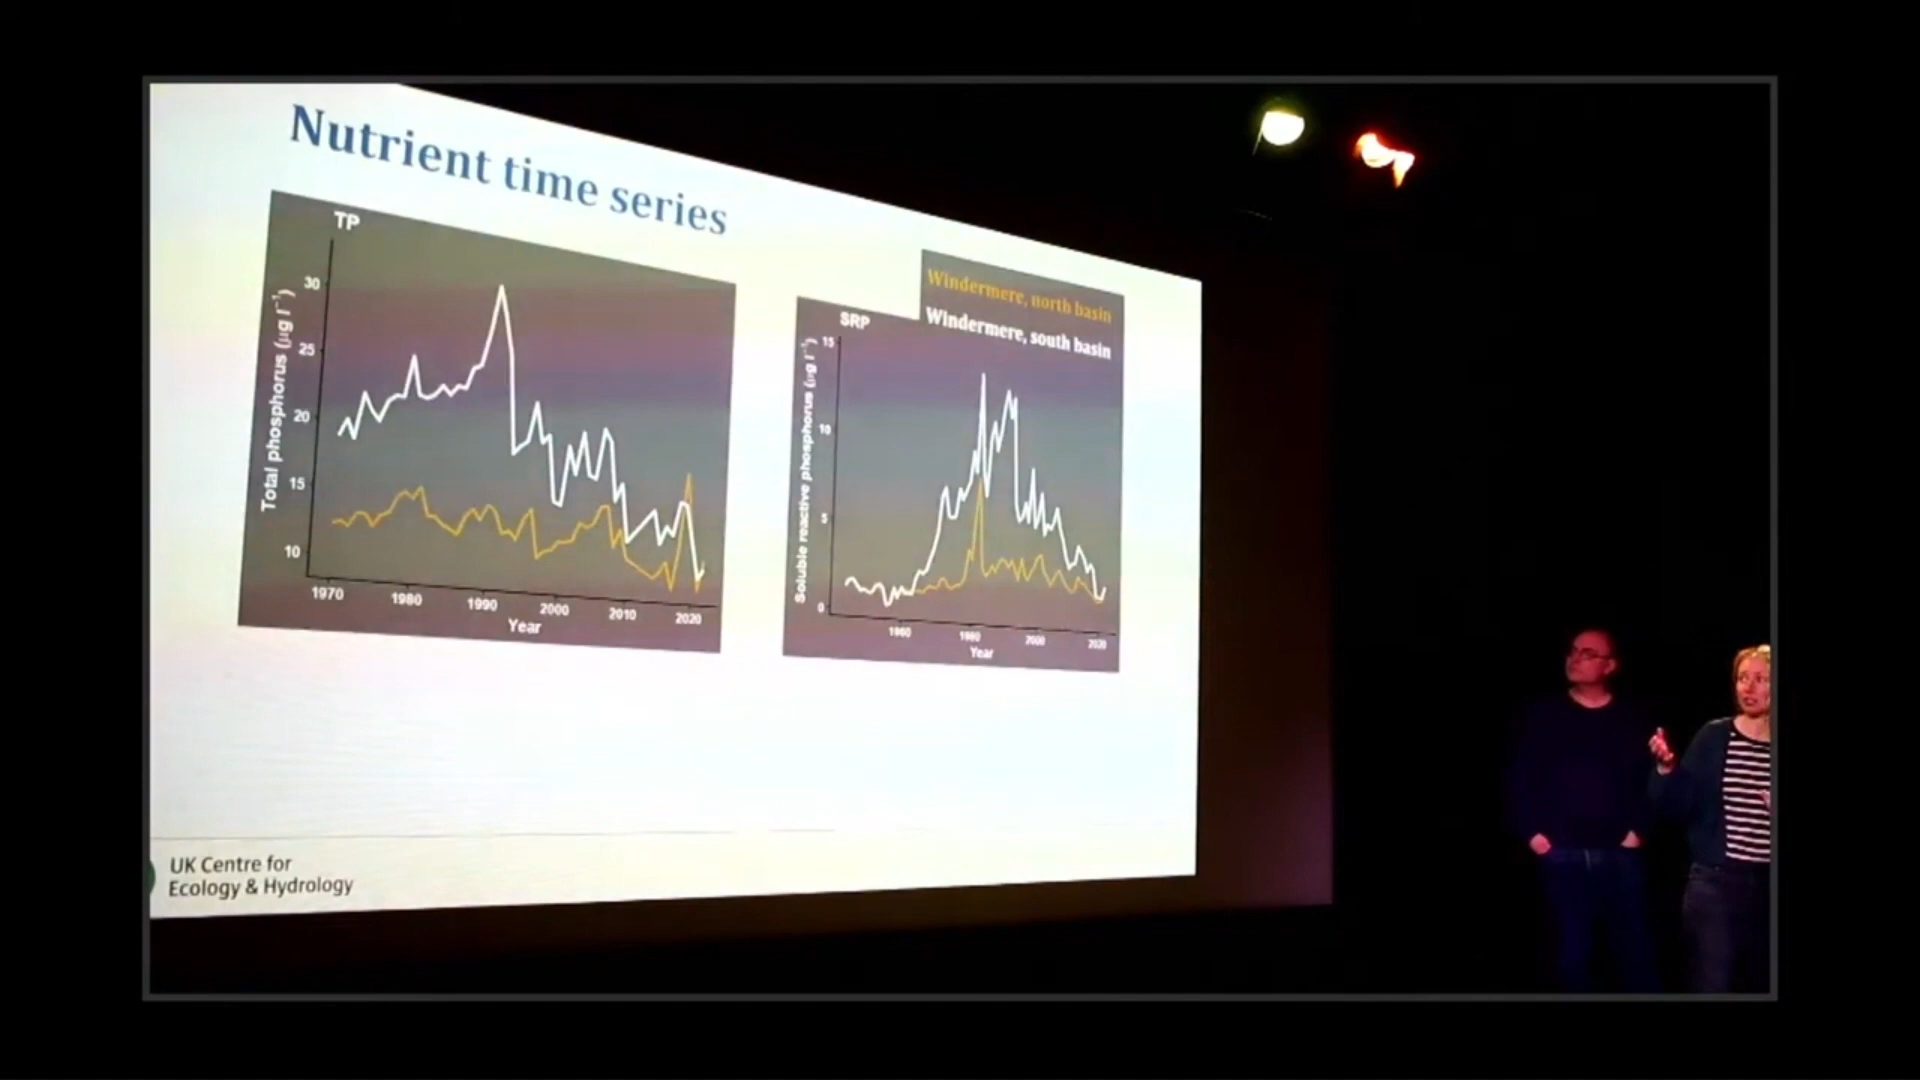 Nutrient time series
TP
Total phosphorus (µg l⁻¹)
30
25
20
15
10
1970
1980
1990
2000
2010
2020
Year
Windermere, north basin
Windermere, south basin
SRP
Soluble reactive phosphorus (µg l⁻¹)
15
10
5
0
1960
1980
2000
2020
Year
UK Centre for
Ecology & Hydrology